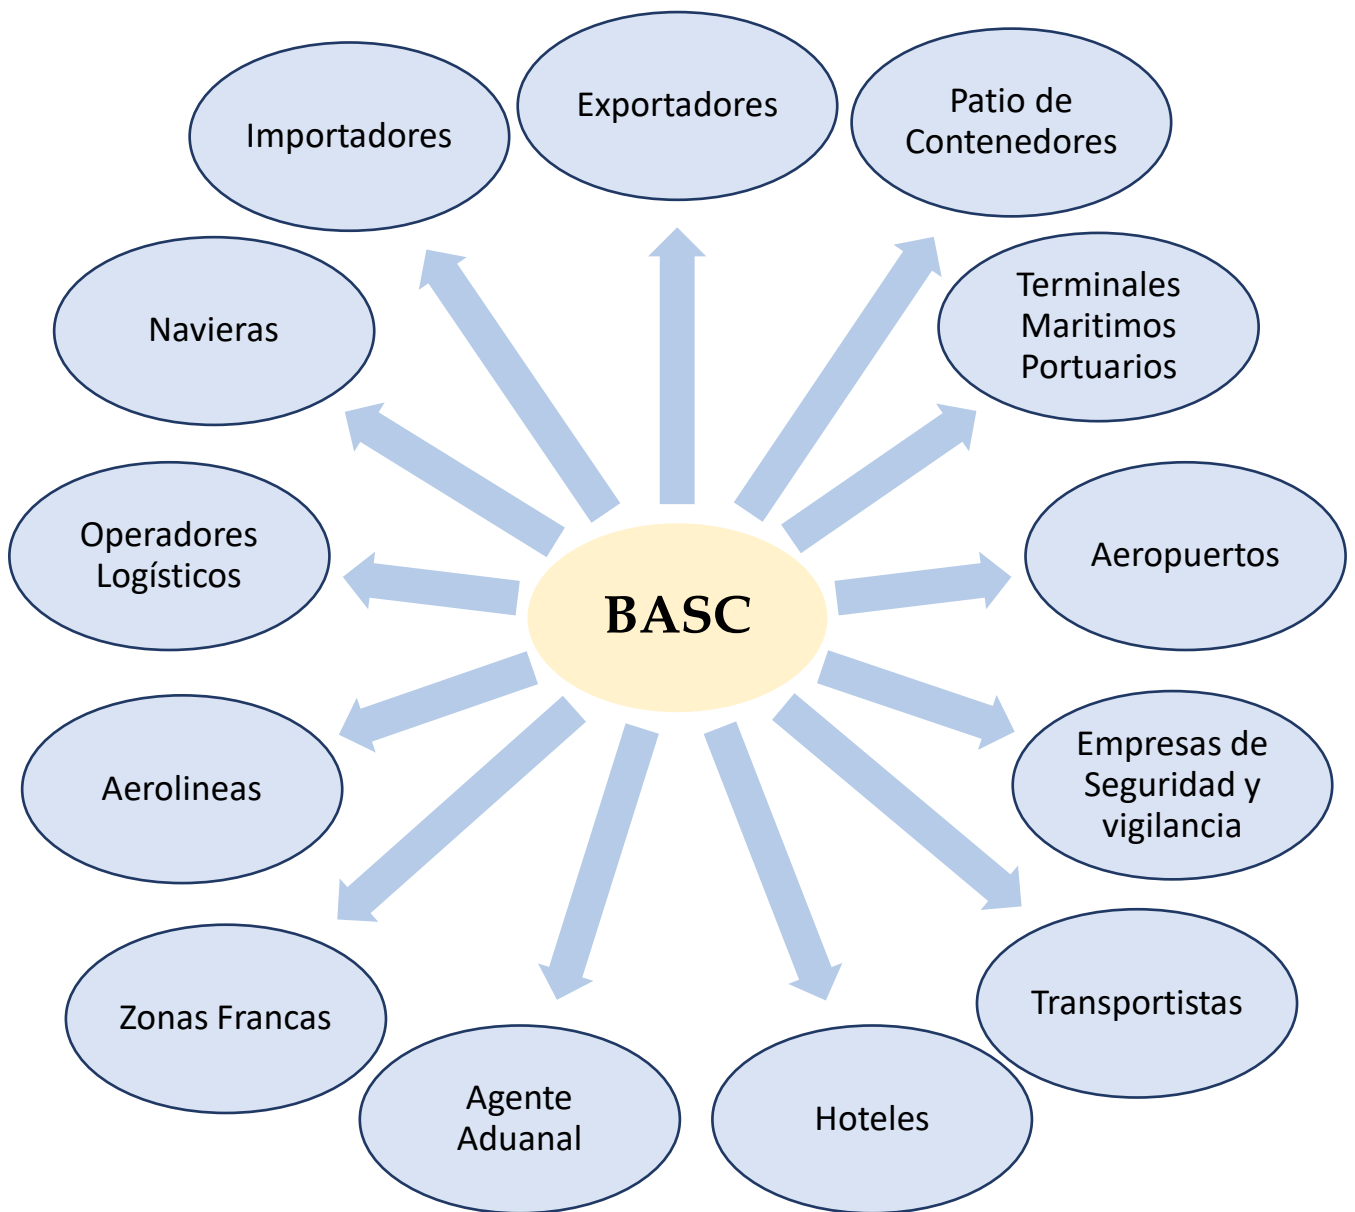 Exportadores
Patio de
Contenedores
Importadores
Terminales
Maritimos
Portuarios
Navieras
Operadores
Logísticos
Aeropuertos
BASC
Empresas de
Seguridad y
vigilancia
Aerolineas
Transportistas
Zonas Francas
Agente
Aduanal
Hoteles